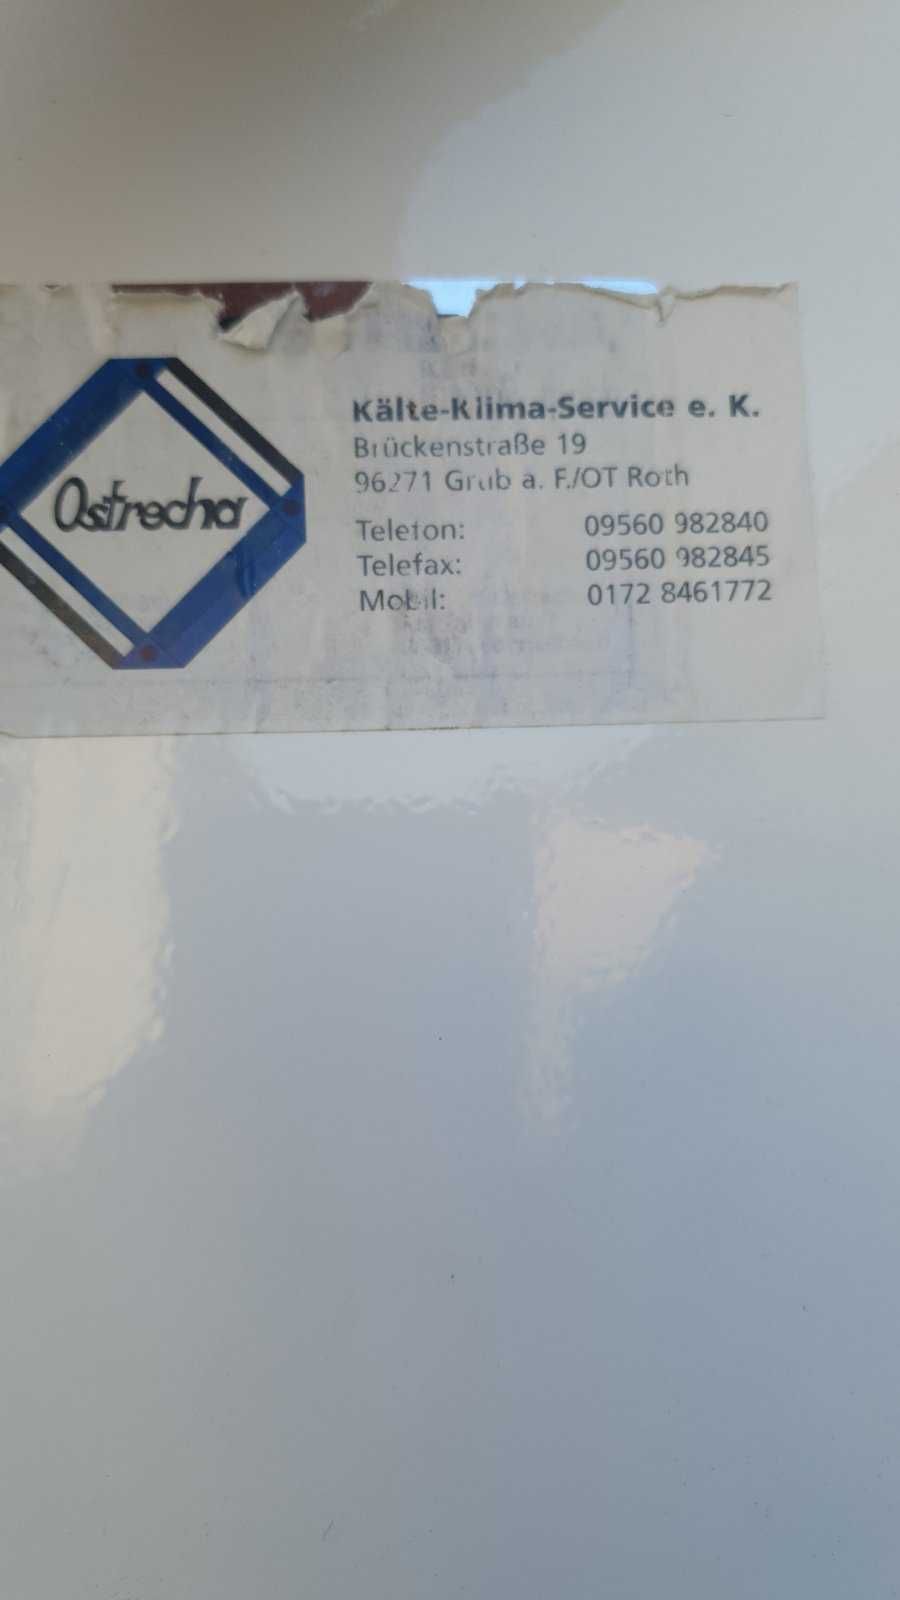 Ostrecha
Kälte-Klima-Service e. K.
Brückenstraße 19
96271 Grub a. F./OT Roth
Telefon: 09560 982840
Telefax: 09560 982845
Mobil: 0172 8461772